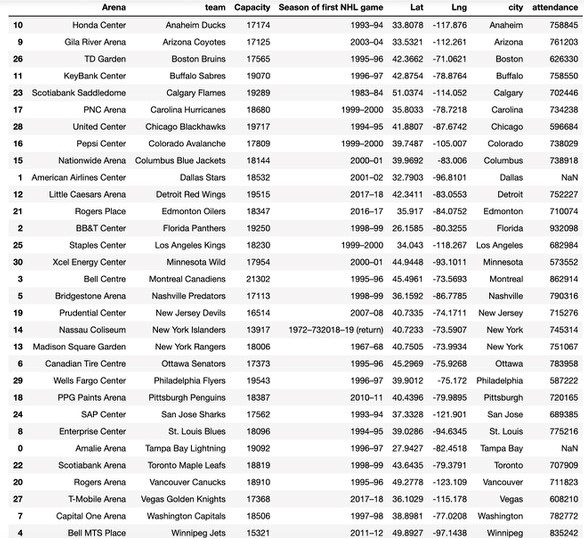 Arena team Capacity Season of first NHL game Lat Lng city attendance
10 Honda Center Anaheim Ducks 17174 1993–94 33.8078 -117.876 Anaheim 758845
9 Gila River Arena Arizona Coyotes 17125 2003–04 33.5321 -112.261 Arizona 761203
26 TD Garden Boston Bruins 17565 1995–96 42.3662 -71.0621 Boston 626330
11 KeyBank Center Buffalo Sabres 19070 1996–97 42.8754 -78.8764 Buffalo 758550
23 Scotiabank Saddledome Calgary Flames 19289 1983–84 51.0374 -114.052 Calgary 702446
17 PNC Arena Carolina Hurricanes 18680 1999–2000 35.8033 -78.7218 Carolina 734238
28 United Center Chicago Blackhawks 19717 1994–95 41.8807 -87.6742 Chicago 596684
16 Pepsi Center Colorado Avalanche 17809 1999–2000 39.7487 -105.007 Colorado 738029
15 Nationwide Arena Columbus Blue Jackets 18144 2000–01 39.9692 -83.006 Columbus 738918
1 American Airlines Center Dallas Stars 18532 2001–02 32.7903 -96.8101 Dallas NaN
12 Little Caesars Arena Detroit Red Wings 19515 2017–18 42.3411 -83.0553 Detroit 752227
21 Rogers Place Edmonton Oilers 18347 2016–17 35.917 -84.0752 Edmonton 710074
2 BB&T Center Florida Panthers 19250 1998–99 26.1585 -80.3255 Florida 932098
25 Staples Center Los Angeles Kings 18230 1999–2000 34.043 -118.267 Los Angeles 682984
30 Xcel Energy Center Minnesota Wild 17954 2000–01 44.9448 -93.1011 Minnesota 573552
3 Bell Centre Montreal Canadiens 21302 1995–96 45.4961 -73.5693 Montreal 862914
5 Bridgestone Arena Nashville Predators 17113 1998–99 36.1592 -86.7785 Nashville 790316
19 Prudential Center New Jersey Devils 16514 2007–08 40.7335 -74.1711 New Jersey 715276
14 Nassau Coliseum New York Islanders 13917 1972–732018–19 (return) 40.7233 -73.5907 New York 745314
13 Madison Square Garden New York Rangers 18006 1967–68 40.7505 -73.9934 New York 751067
6 Canadian Tire Centre Ottawa Senators 17373 1995–96 45.2969 -75.9268 Ottawa 783958
29 Wells Fargo Center Philadelphia Flyers 19543 1996–97 39.9012 -75.172 Philadelphia 587222
18 PPG Paints Arena Pittsburgh Penguins 18387 2010–11 40.4396 -79.9895 Pittsburgh 720165
24 SAP Center San Jose Sharks 17562 1993–94 37.3328 -121.901 San Jose 689385
8 Enterprise Center St. Louis Blues 18096 1994–95 39.0286 -94.6345 St. Louis 775216
0 Amalie Arena Tampa Bay Lightning 19092 1996–97 27.9427 -82.4518 Tampa Bay NaN
22 Scotiabank Arena Toronto Maple Leafs 18819 1998–99 43.6435 -79.3791 Toronto 707909
20 Rogers Arena Vancouver Canucks 18910 1995–96 49.2778 -123.109 Vancouver 711823
27 T-Mobile Arena Vegas Golden Knights 17368 2017–18 36.1029 -115.178 Vegas 608210
7 Capital One Arena Washington Capitals 18506 1997–98 38.8981 -77.0208 Washington 782772
4 Bell MTS Place Winnipeg Jets 15321 2011–12 49.8927 -97.1438 Winnipeg 835242